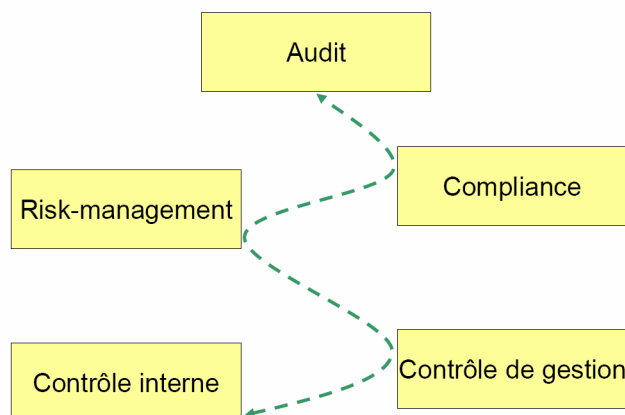 Audit
Compliance
Risk-management
Contrôle de gestion
Contrôle interne